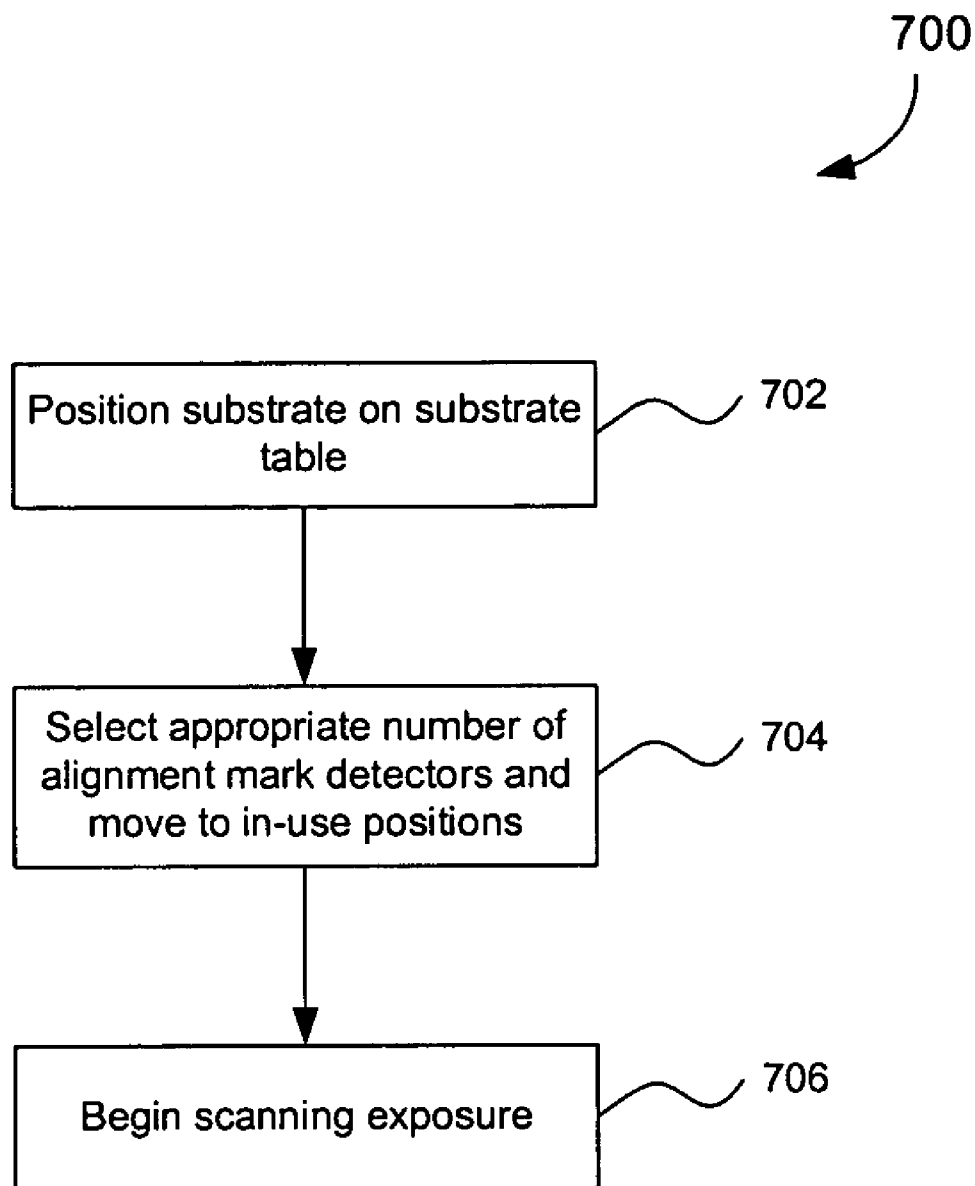 700
Position substrate on substrate
table
702
Select appropriate number of
alignment mark detectors and
move to in-use positions
704
Begin scanning exposure
706